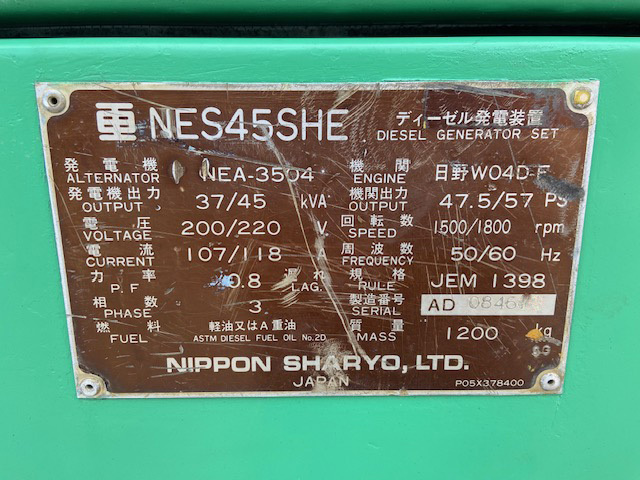 NES45SHE ディーゼル発電装置
DIESEL GENERATOR SET
発電機 NEA-3504 機関 日野W04D-F
ALTERNATOR ENGINE
発電機出力 37/45 kVA 機関出力 47.5/57 PS
OUTPUT OUTPUT
電圧 200/220 V 回転数 1500/1800 rpm
VOLTAGE SPEED
電流 107/118 A 周波数 50/60 Hz
CURRENT FREQUENCY
力率 0.8 遅れ 規格 JEM 1398
P.F LAG. RULE
相数 3 製造番号 AD
PHASE SERIAL
燃料 軽油又はA重油 質量 1200 kg
FUEL ASTM DIESEL FUEL OIL No.2D MASS
NIPPON SHARYO, LTD.
JAPAN P05X378400